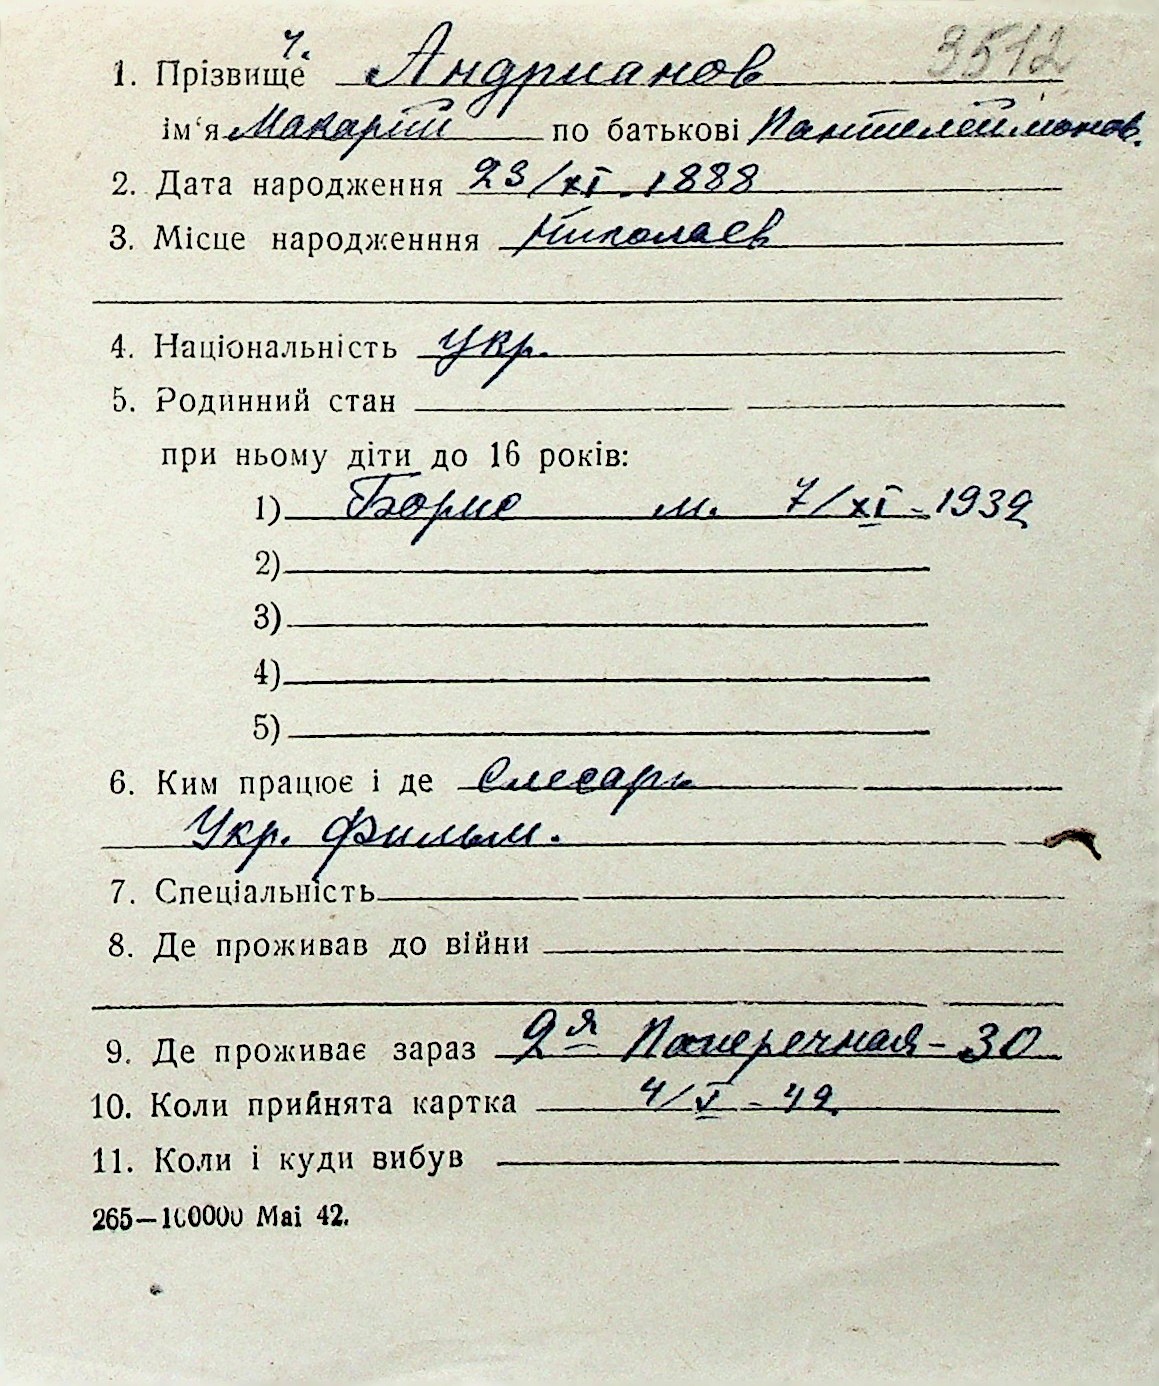 ч. 3512
1. Прізвище Андрианов
ім‘я Макарий по батькові Пантелеймонов.
2. Дата народження 23/XI. 1888
3. Місце народженння Николаев
4. Національність укр.
5. Родинний стан
при ньому діти до 16 років:
1) Борис м. 7/XI - 1932
2)
3)
4)
5)
6. Ким працює і де Слесарь
Укр. Фильм.
7. Спеціальність
8. Де проживав до війни
9. Де проживає зараз 2я Поперечная - 30
10. Коли прийнята картка 4/X - 42
11. Коли і куди вибув
265—100000 Mai 42.